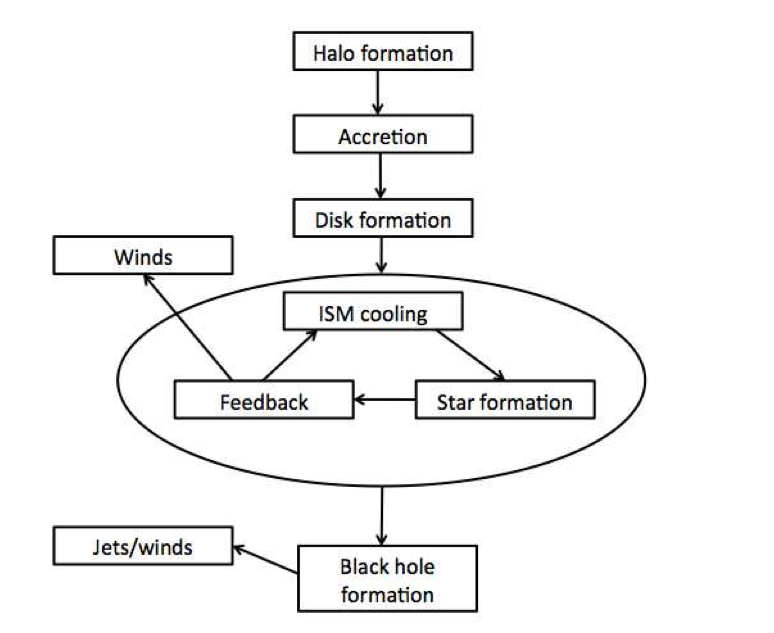 Halo formation
Accretion
Disk formation
Winds
ISM cooling
Feedback
Star formation
Jets/winds
Black hole
formation